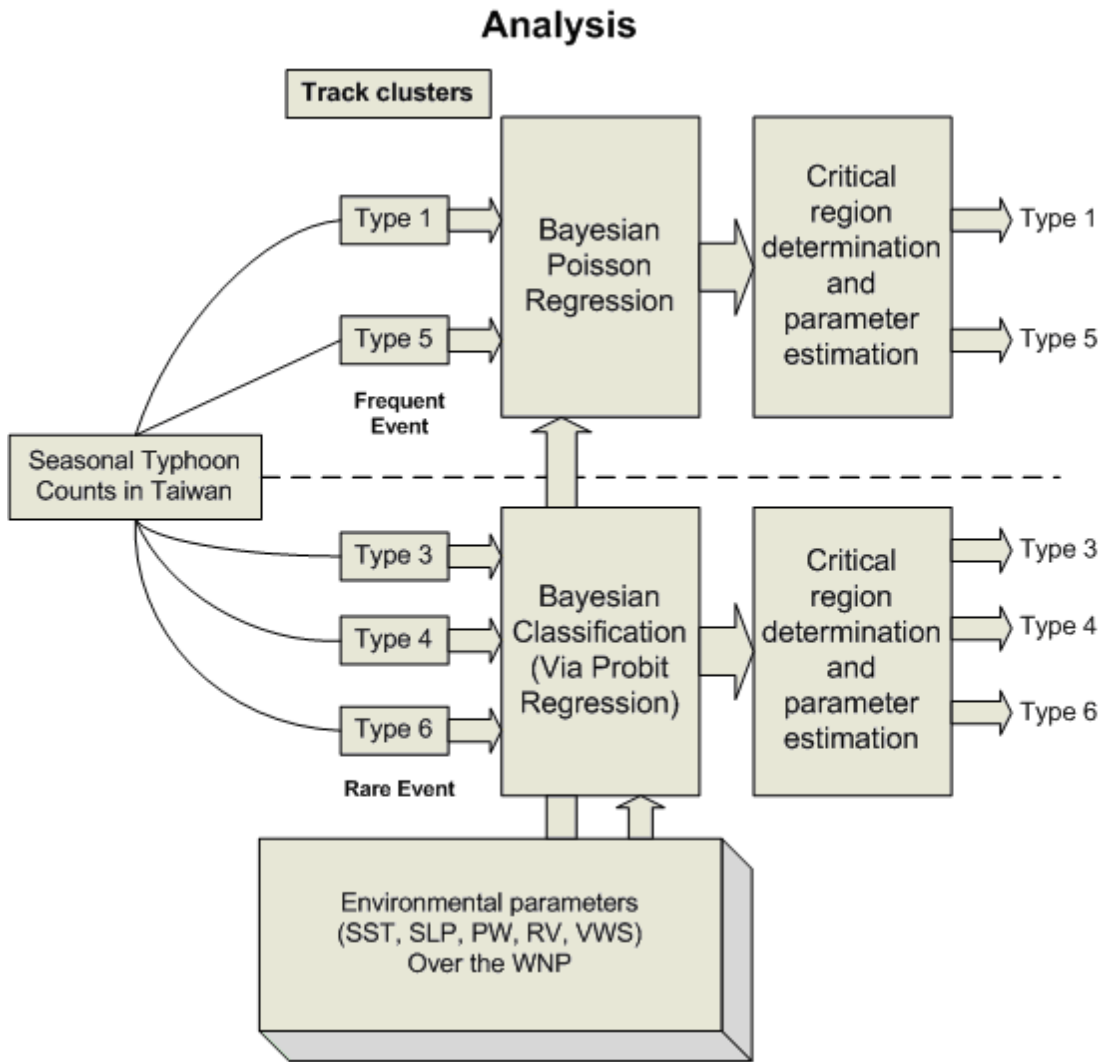 Analysis
Track clusters
Type 1
Type 5
Frequent
Event
Bayesian
Poisson
Regression
Critical
region
determination
and
parameter
estimation
Type 1
Type 5
Seasonal Typhoon
Counts in Taiwan
Type 3
Type 4
Type 6
Rare Event
Bayesian
Classification
(Via Probit
Regression)
Critical
region
determination
and
parameter
estimation
Type 3
Type 4
Type 6
Environmental parameters
(SST, SLP, PW, RV, VWS)
Over the WNP